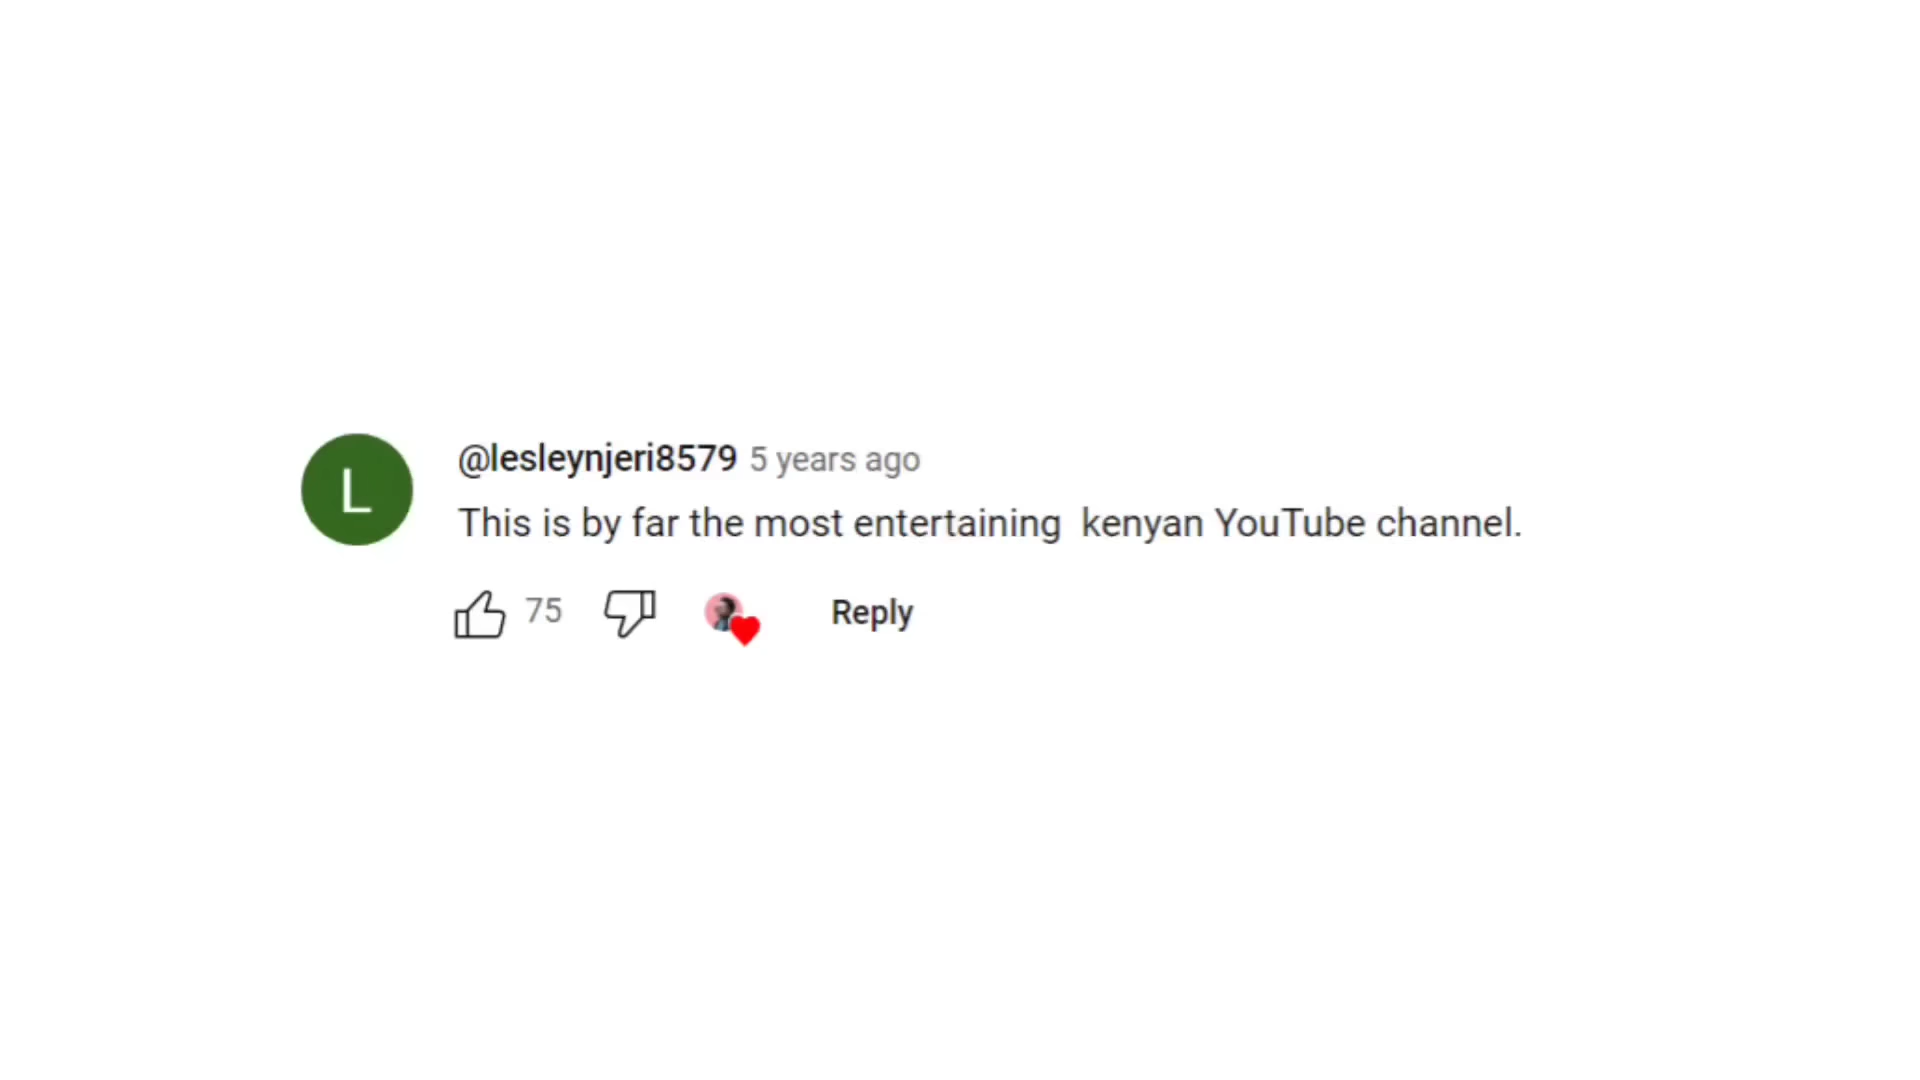 L
@lesleynjeri8579 5 years ago
This is by far the most entertaining  kenyan YouTube channel.
75 Reply